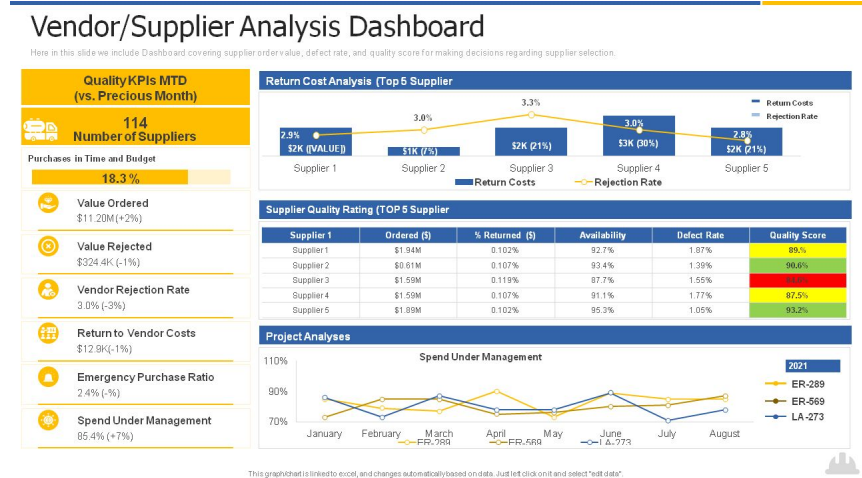 Vendor/Supplier Analysis Dashboard
Here in this slide we include Dashboard covering supplier order value, defect rate, and quality score for making decisions regarding supplier selection.
Quality KPIs MTD
(vs. Precious Month)
114
Number of Suppliers
Purchases in Time and Budget
18.3 %
Value Ordered
$11.20M (+2%)
Value Rejected
$324.4K (-1%)
Vendor Rejection Rate
3.0% (-3%)
Return to Vendor Costs
$12.9K(-1%)
Emergency Purchase Ratio
2.4% (-%)
Spend Under Management
85.4% (+7%)
Return Cost Analysis (Top 5 Supplier
Return Costs
Rejection Rate
2.9% 3.0% 3.3% 3.0% 2.8%
$2K ([VALUE]) $1K (7%) $2K (21%) $3K (30%) $2K (21%)
Supplier 1 Supplier 2 Supplier 3 Supplier 4 Supplier 5
Return Costs Rejection Rate
Supplier Quality Rating (TOP 5 Supplier
Supplier 1 Ordered ($) % Returned ($) Availability Defect Rate Quality Score
Supplier 1 $1.94M 0.102% 92.7% 1.87% 89.%
Supplier 2 $0.61M 0.107% 93.4% 1.39% 90.6%
Supplier 3 $1.59M 0.119% 87.7% 1.55%
Supplier 4 $1.59M 0.107% 91.1% 1.77% 87.5%
Supplier 5 $1.89M 0.102% 95.3% 1.05% 93.2%
Project Analyses
Spend Under Management
110%
90%
70%
January February March April May June July August
ER-289 ER-569 LA-273
2021
ER-289
ER-569
LA-273
This graph/chart is linked to excel, and changes automatically based on data. Just left click on it and select "edit data".